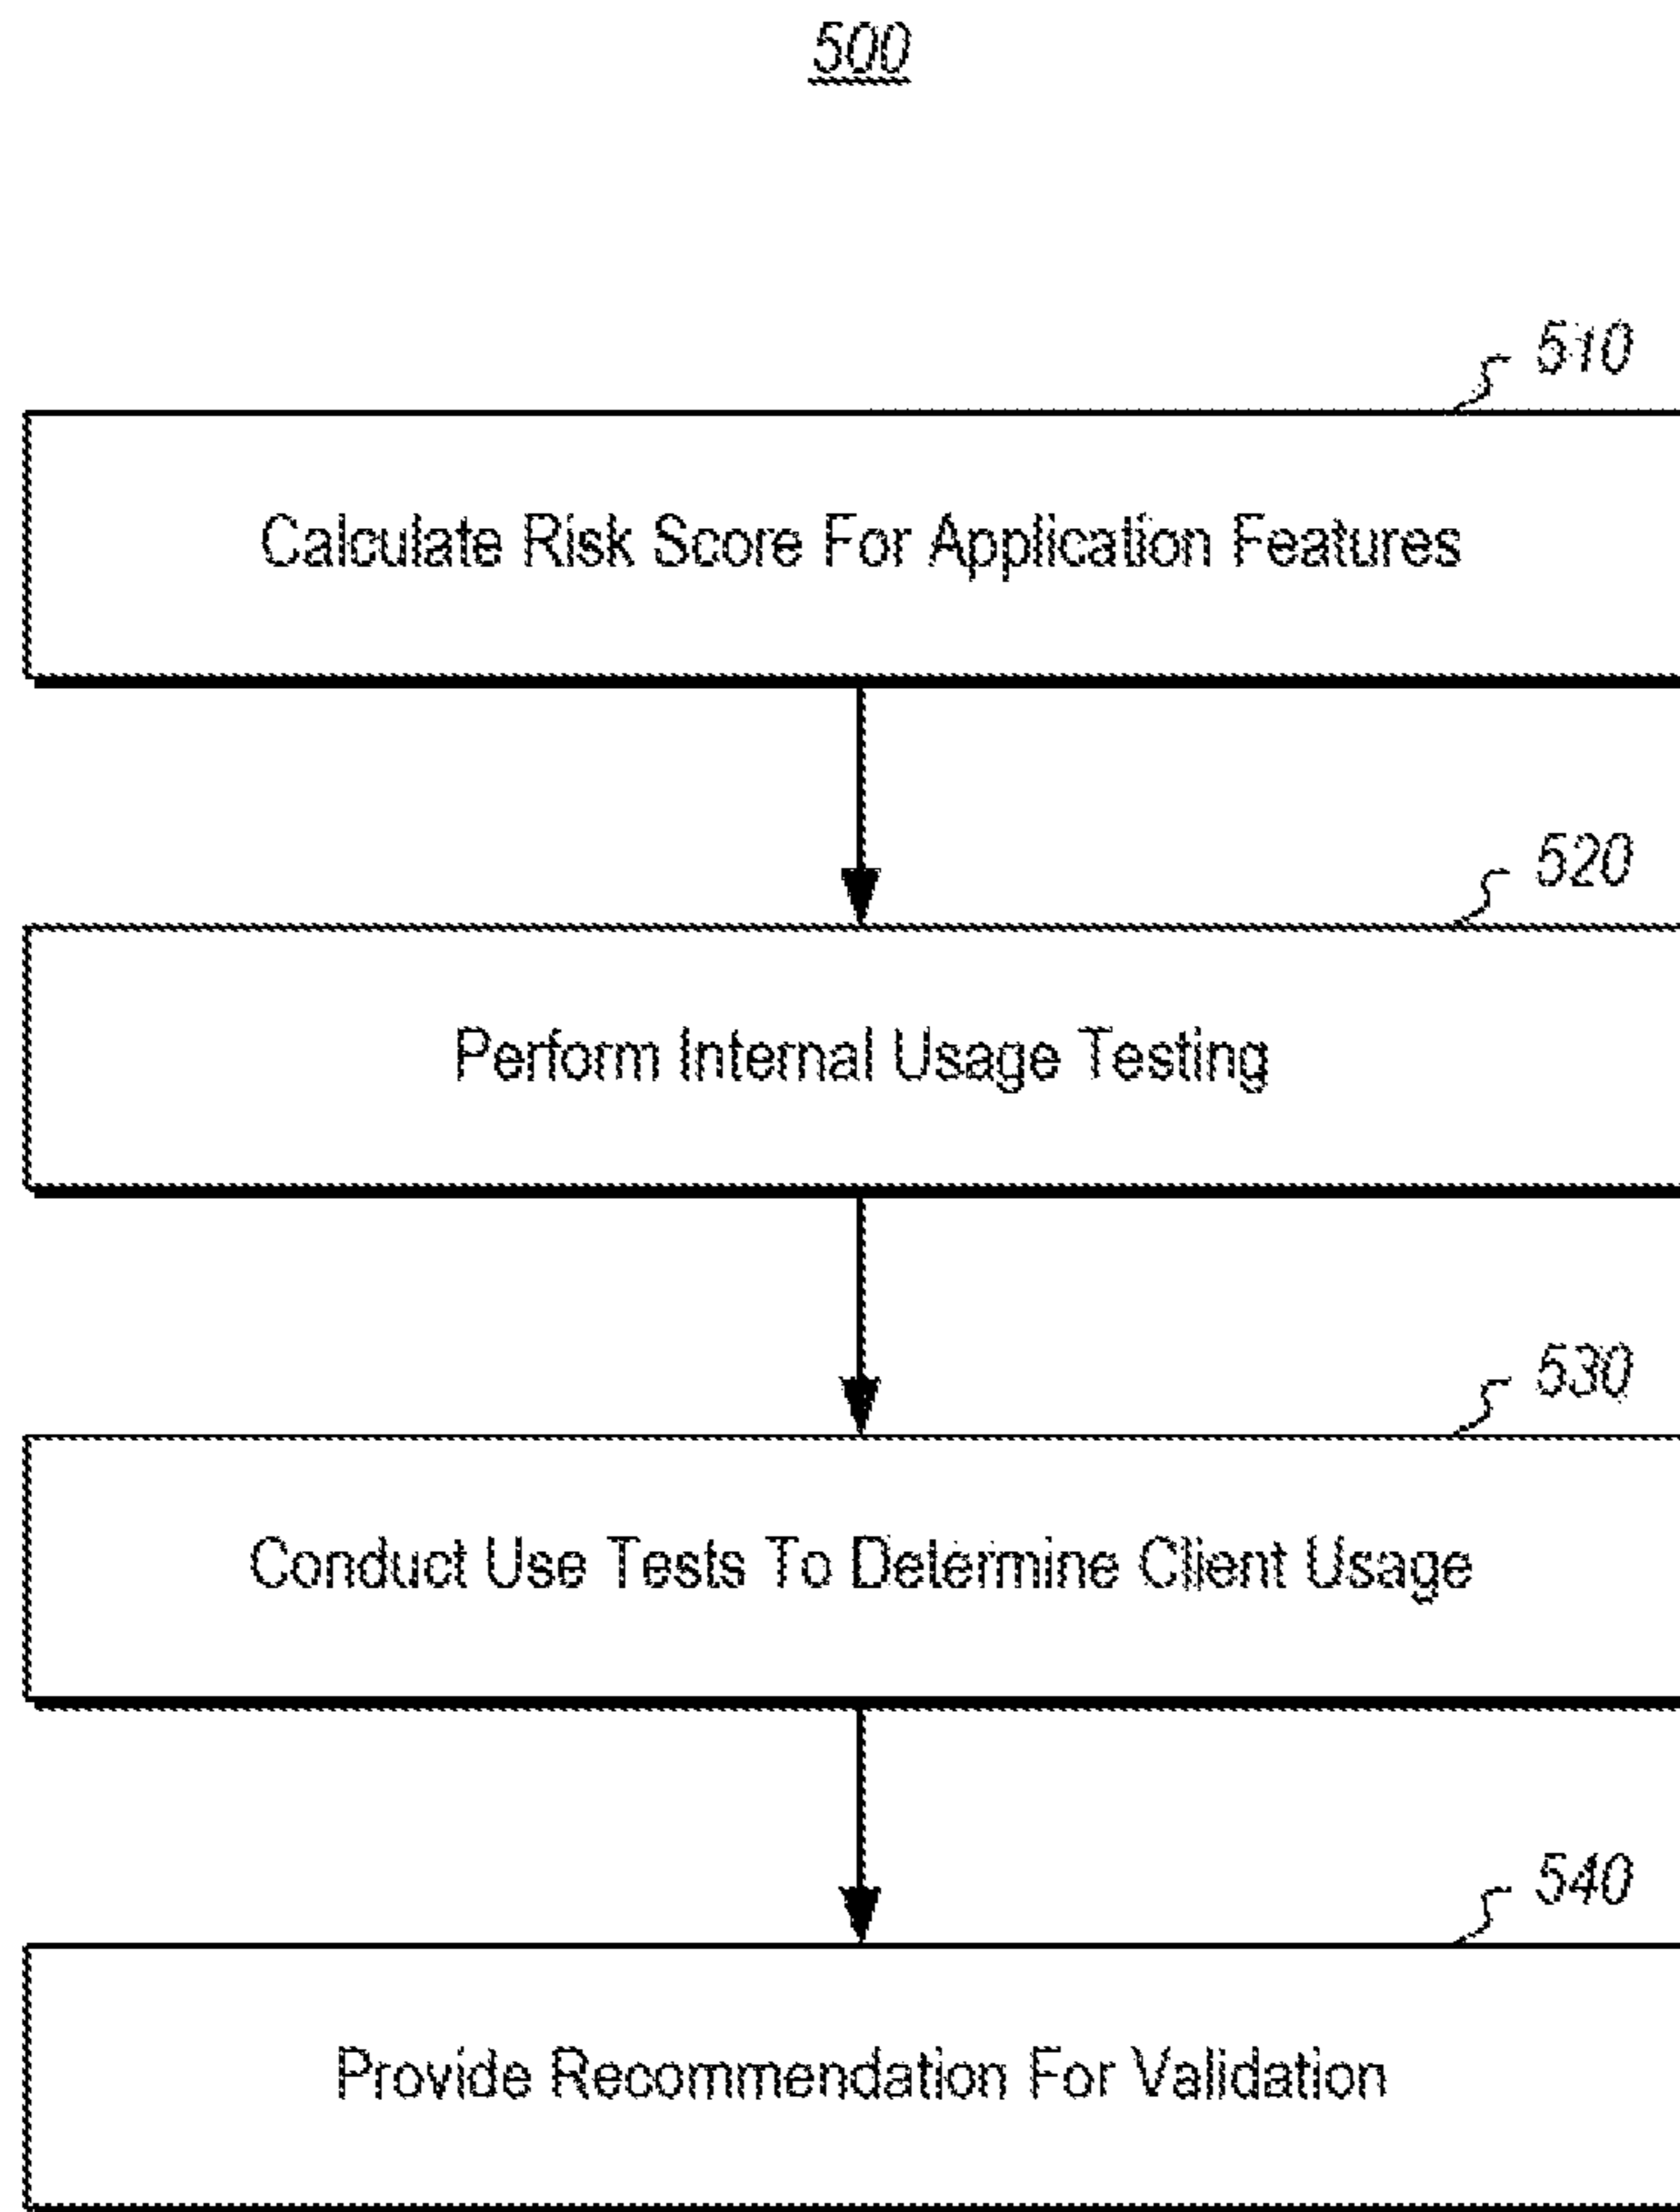 500
510
Calculate Risk Score For Application Features
520
Perform Internal Usage Testing
530
Conduct Use Tests To Determine Client Usage
540
Provide Recommendation For Validation